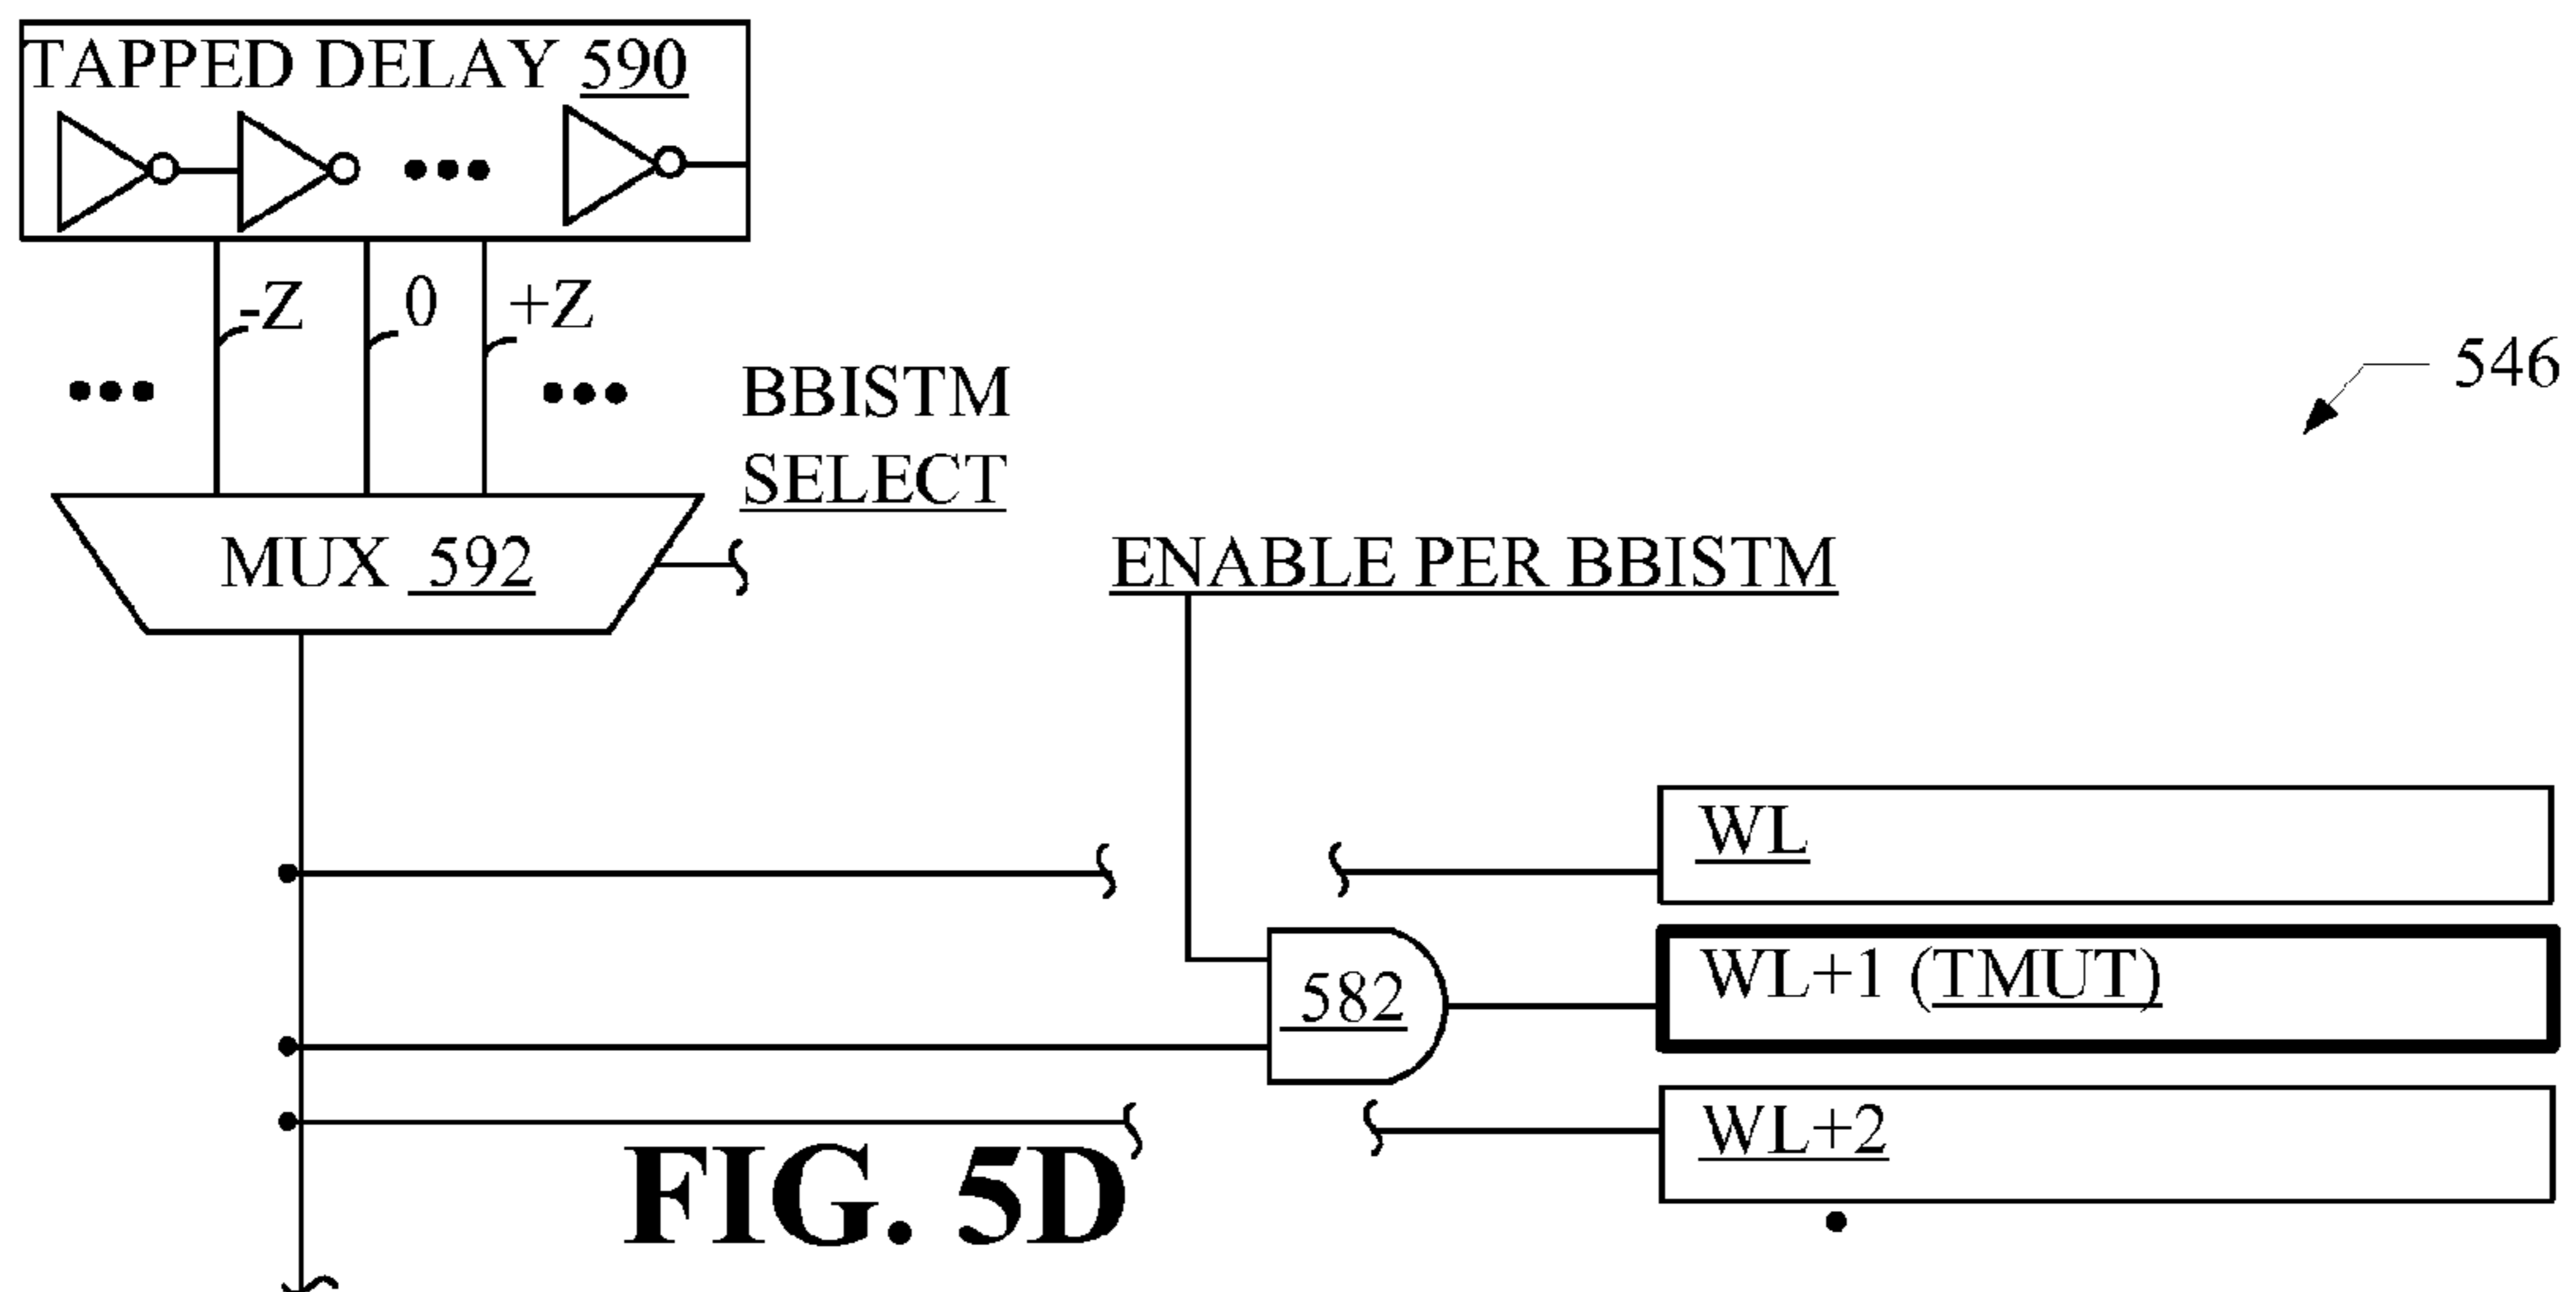 TAPPED DELAY 590
-Z 0 +Z
546
BBISTM
SELECT
MUX 592
ENABLE PER BBISTM
WL
WL+1 (TMUT)
582
WL+2
FIG. 5D